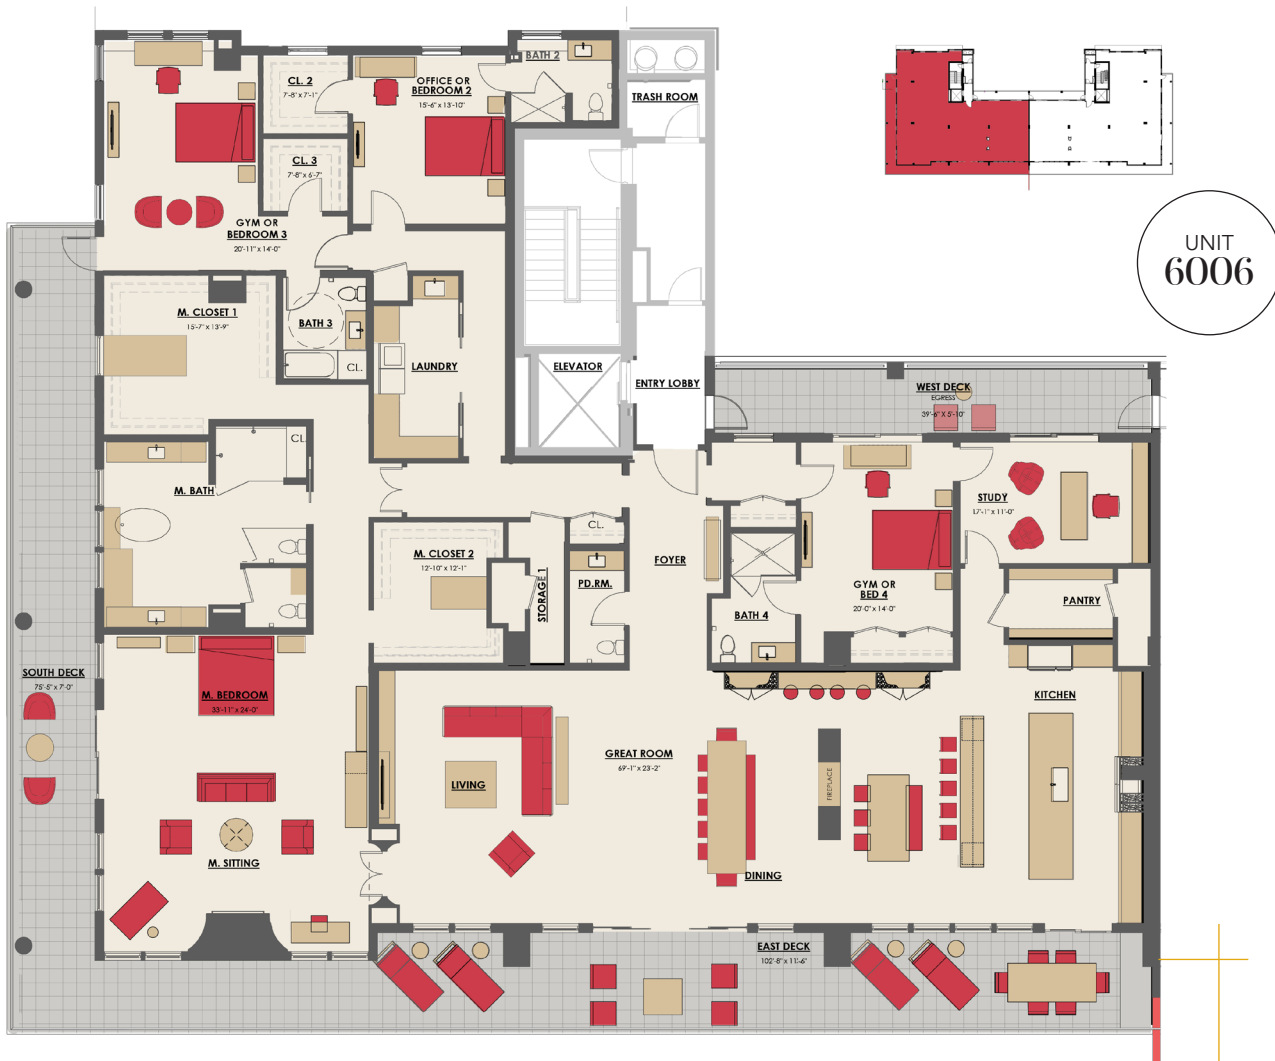 BATH 2
CL. 2
7'-8" x 7'-1"
OFFICE OR
BEDROOM 2
15'-6" x 13'-10"
TRASH ROOM
CL. 3
7'-8" x 6'-7"
GYM OR
BEDROOM 3
20'-11" x 14'-0"
UNIT
6006
M. CLOSET 1
15'-7" x 13'-9"
BATH 3
CL.
LAUNDRY
ELEVATOR
ENTRY LOBBY
WEST DECK
EGRESS
39'-6" X 5'-10"
CL.
M. BATH
STUDY
17'-1" x 11'-0"
CL.
M. CLOSET 2
12'-10" x 12'-1"
FOYER
STORAGE 1
PD.RM.
GYM OR
BED 4
20'-0" x 14'-0"
BATH 4
PANTRY
SOUTH DECK
75'-5" x 7'-0"
M. BEDROOM
33'-11" x 24'-0"
KITCHEN
GREAT ROOM
69'-1" x 23'-2"
LIVING
FIREPLACE
M. SITTING
DINING
EAST DECK
102'-8" x 11'-6"